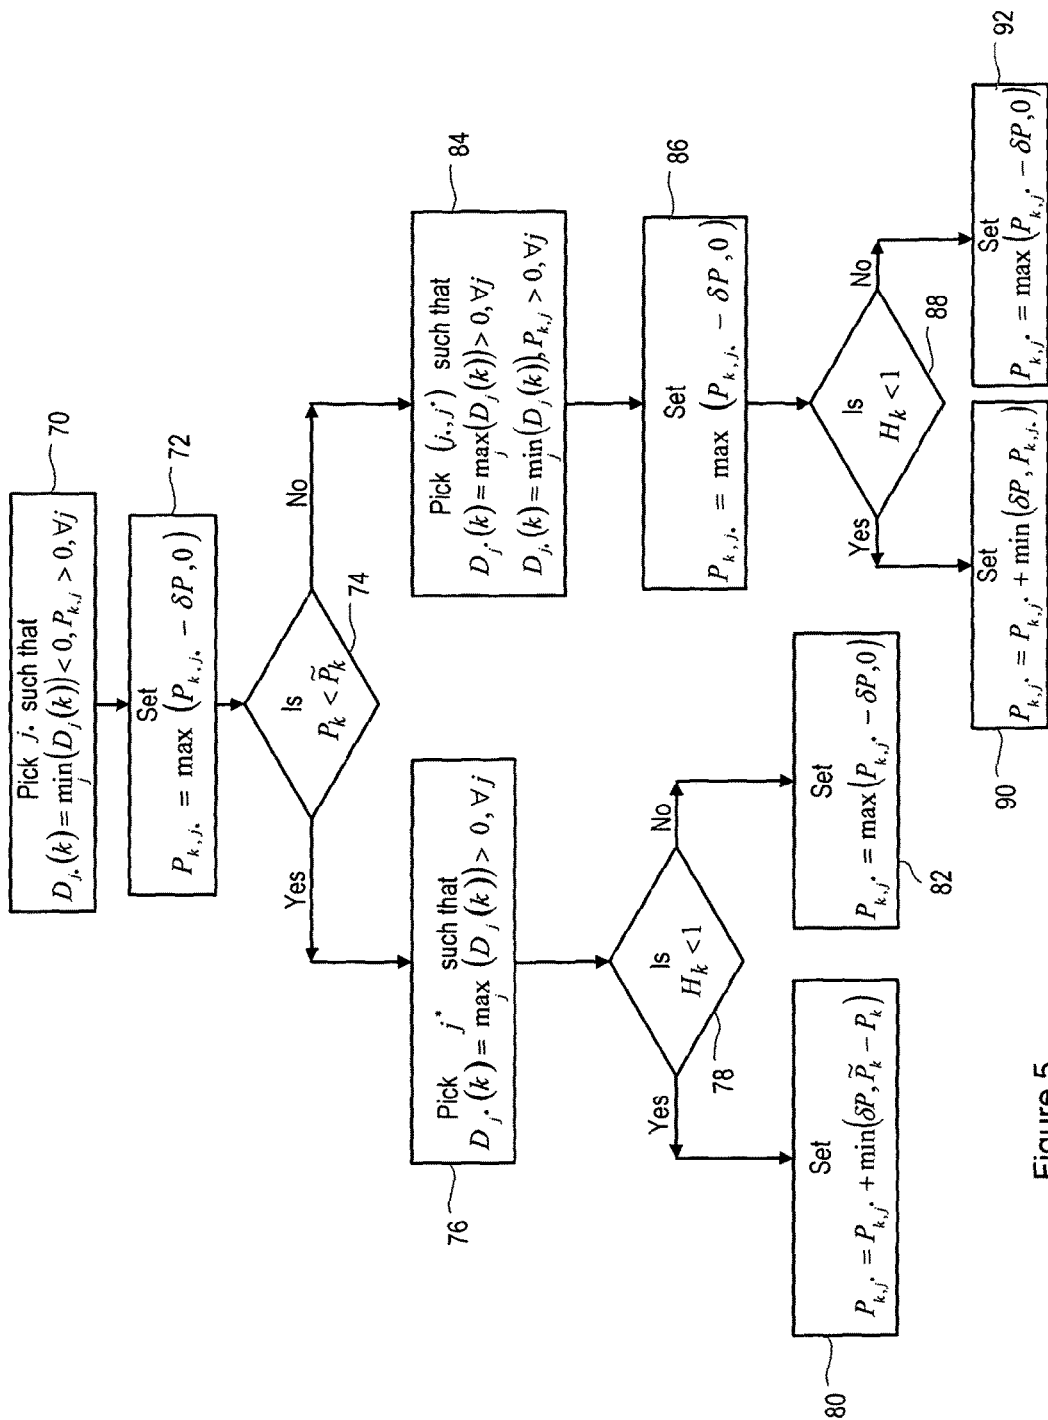 70
Pick j⁎ such that
D_{j⁎}(k) = min_j(D_j(k)) < 0, P_{k,j} > 0, ∀j
72
Set
P_{k,j⁎} = max (P_{k,j⁎} − δP, 0)
74
Is
P_k < P̃_k
Yes
No
76
Pick j* such that
D_{j*}(k) = max_j (D_j(k)) > 0, ∀j
84
Pick (j⁎, j*) such that
D_{j*}(k) = max_j(D_j(k)) > 0, ∀j
D_{j⁎}(k) = min_j(D_j(k)), P_{k,j} > 0, ∀j
78
Is
H_k < 1
Yes
No
86
Set
P_{k,j⁎} = max (P_{k,j⁎} − δP, 0)
80
Set
P_{k,j*} = P_{k,j*} + min(δP, P̃_k − P_k)
82
Set
P_{k,j*} = max(P_{k,j*} − δP, 0)
88
Is
H_k < 1
Yes
No
90
Set
P_{k,j*} = P_{k,j*} + min(δP, P_{k,j⁎})
92
Set
P_{k,j*} = max(P_{k,j*} − δP, 0)
Figure 5